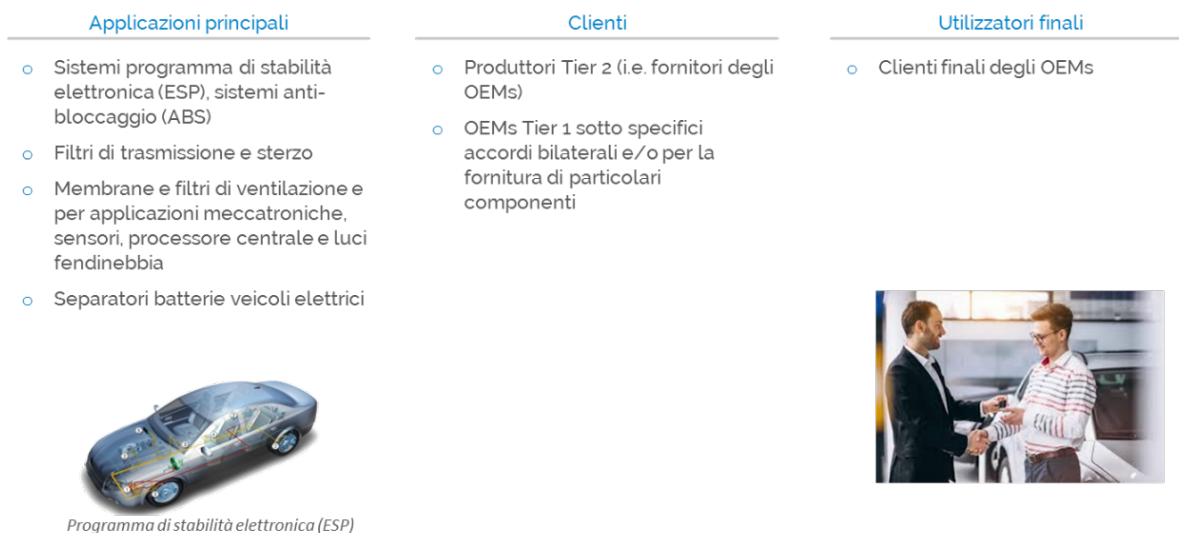 Applicazioni principali
Sistemi programma di stabilità
elettronica (ESP), sistemi anti-
bloccaggio (ABS)
Filtri di trasmissione e sterzo
Membrane e filtri di ventilazione e
per applicazioni meccatroniche,
sensori, processore centrale e luci
fendinebbia
Separatori batterie veicoli elettrici
Programma di stabilità elettronica (ESP)
Clienti
Produttori Tier 2 (i.e. fornitori degli
OEMs)
OEMs Tier 1 sotto specifici
accordi bilaterali e/o per la
fornitura di particolari
componenti
Utilizzatori finali
Clienti finali degli OEMs